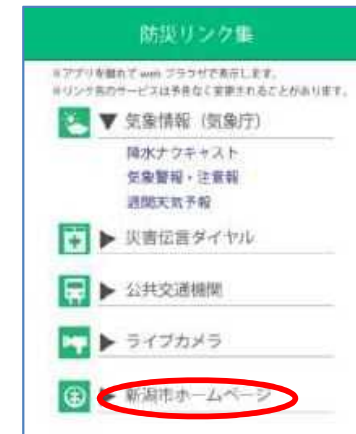 防災リンク集
※アプリを離れて web ブラウザで表示します。
※リンク先のサービスは予告なく変更されることがあります。
▼ 気象情報（気象庁）
降水ナウキャスト
気象警報・注意報
週間天気予報
▶ 災害伝言ダイヤル
▶ 公共交通機関
▶ ライブカメラ
▶ 新潟市ホームページ